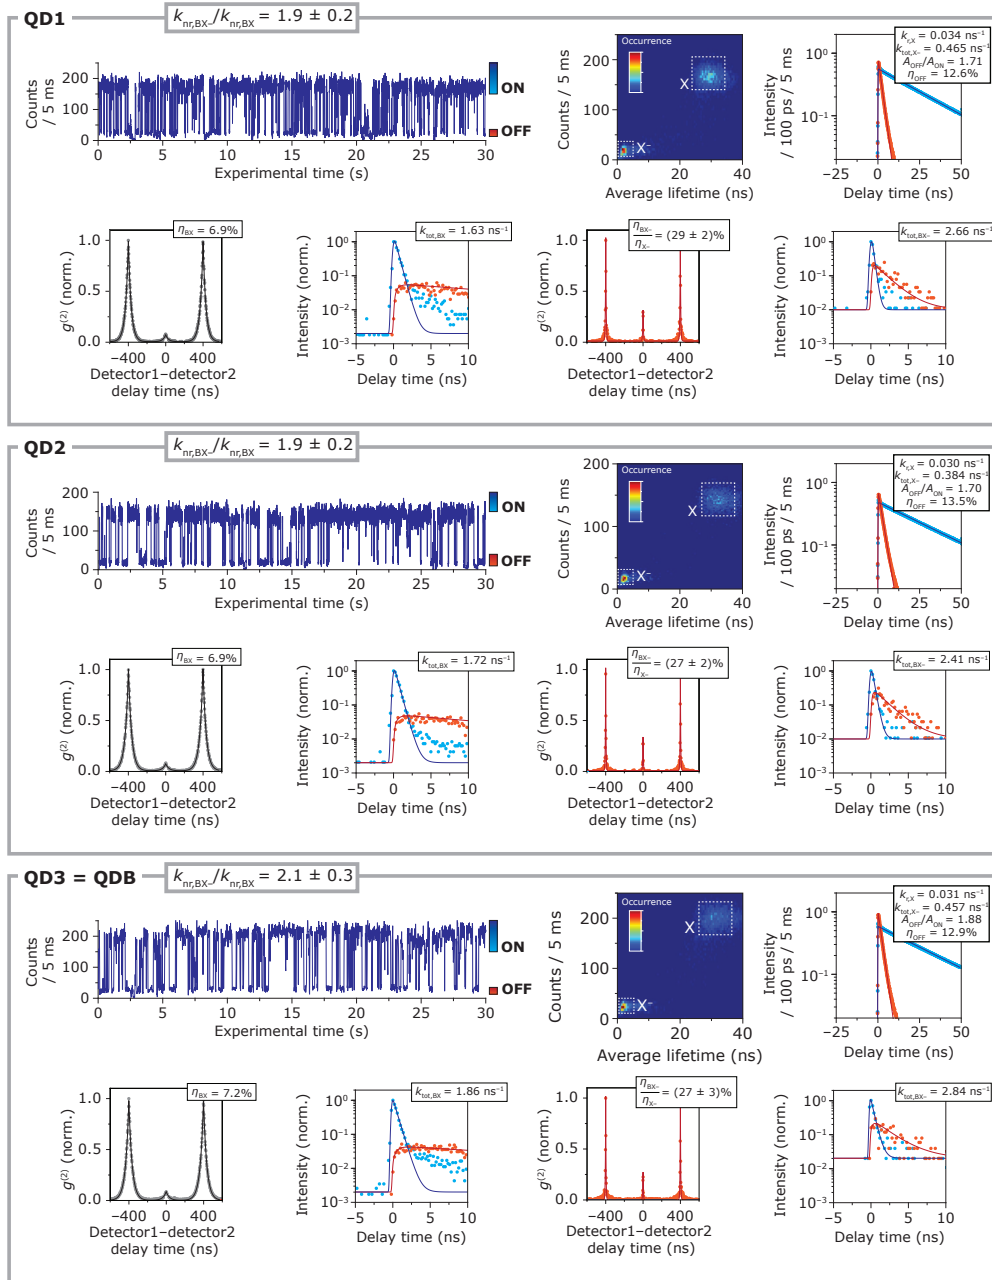 QD1
k_nr,BX-/k_nr,BX = 1.9 ± 0.2
Counts / 5 ms
200
100
0
0 5 10 15 20 25 30
Experimental time (s)
ON
OFF
Counts / 5 ms
200
100
0
Occurrence
X
X⁻
0 20 40
Average lifetime (ns)
Intensity / 100 ps / 5 ms
10⁰
10⁻¹
k_r,X = 0.034 ns⁻¹
k_tot,X- = 0.465 ns⁻¹
A_OFF/A_ON = 1.71
η_OFF = 12.6%
−25 0 25 50
Delay time (ns)
g⁽²⁾ (norm.)
1.0
0.5
0.0
η_BX = 6.9%
−400 0 400
Detector1–detector2
delay time (ns)
Intensity (norm.)
10⁰
10⁻¹
10⁻²
10⁻³
k_tot,BX = 1.63 ns⁻¹
−5 0 5 10
Delay time (ns)
g⁽²⁾ (norm.)
1.0
0.5
0.0
η_BX-/η_X- = (29 ± 2)%
−400 0 400
Detector1–detector2
delay time (ns)
Intensity (norm.)
10⁰
10⁻¹
10⁻²
10⁻³
k_tot,BX- = 2.66 ns⁻¹
−5 0 5 10
Delay time (ns)
QD2
k_nr,BX-/k_nr,BX = 1.9 ± 0.2
Counts / 5 ms
200
100
0
0 5 10 15 20 25 30
Experimental time (s)
ON
OFF
Counts / 5 ms
200
100
0
Occurrence
X
X⁻
0 20 40
Average lifetime (ns)
Intensity / 100 ps / 5 ms
10⁰
10⁻¹
k_r,X = 0.030 ns⁻¹
k_tot,X- = 0.384 ns⁻¹
A_OFF/A_ON = 1.70
η_OFF = 13.5%
−25 0 25 50
Delay time (ns)
g⁽²⁾ (norm.)
1.0
0.5
0.0
η_BX = 6.9%
−400 0 400
Detector1–detector2
delay time (ns)
Intensity (norm.)
10⁰
10⁻¹
10⁻²
10⁻³
k_tot,BX = 1.72 ns⁻¹
−5 0 5 10
Delay time (ns)
g⁽²⁾ (norm.)
1.0
0.5
0.0
η_BX-/η_X- = (27 ± 2)%
−400 0 400
Detector1–detector2
delay time (ns)
Intensity (norm.)
10⁰
10⁻¹
10⁻²
10⁻³
k_tot,BX- = 2.41 ns⁻¹
−5 0 5 10
Delay time (ns)
QD3 = QDB
k_nr,BX-/k_nr,BX = 2.1 ± 0.3
Counts / 5 ms
200
100
0
0 5 10 15 20 25 30
Experimental time (s)
ON
OFF
Counts / 5 ms
200
100
0
Occurrence
X
X⁻
0 20 40
Average lifetime (ns)
Intensity / 100 ps / 5 ms
10⁰
10⁻¹
k_r,X = 0.031 ns⁻¹
k_tot,X- = 0.457 ns⁻¹
A_OFF/A_ON = 1.88
η_OFF = 12.9%
−25 0 25 50
Delay time (ns)
g⁽²⁾ (norm.)
1.0
0.5
0.0
η_BX = 7.2%
−400 0 400
Detector1–detector2
delay time (ns)
Intensity (norm.)
10⁰
10⁻¹
10⁻²
10⁻³
k_tot,BX = 1.86 ns⁻¹
−5 0 5 10
Delay time (ns)
g⁽²⁾ (norm.)
1.0
0.5
0.0
η_BX-/η_X- = (27 ± 3)%
−400 0 400
Detector1–detector2
delay time (ns)
Intensity (norm.)
10⁰
10⁻¹
10⁻²
10⁻³
k_tot,BX- = 2.84 ns⁻¹
−5 0 5 10
Delay time (ns)